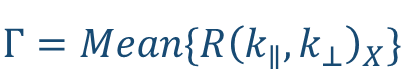 Γ = Mean{R(k∥, k⊥)X}